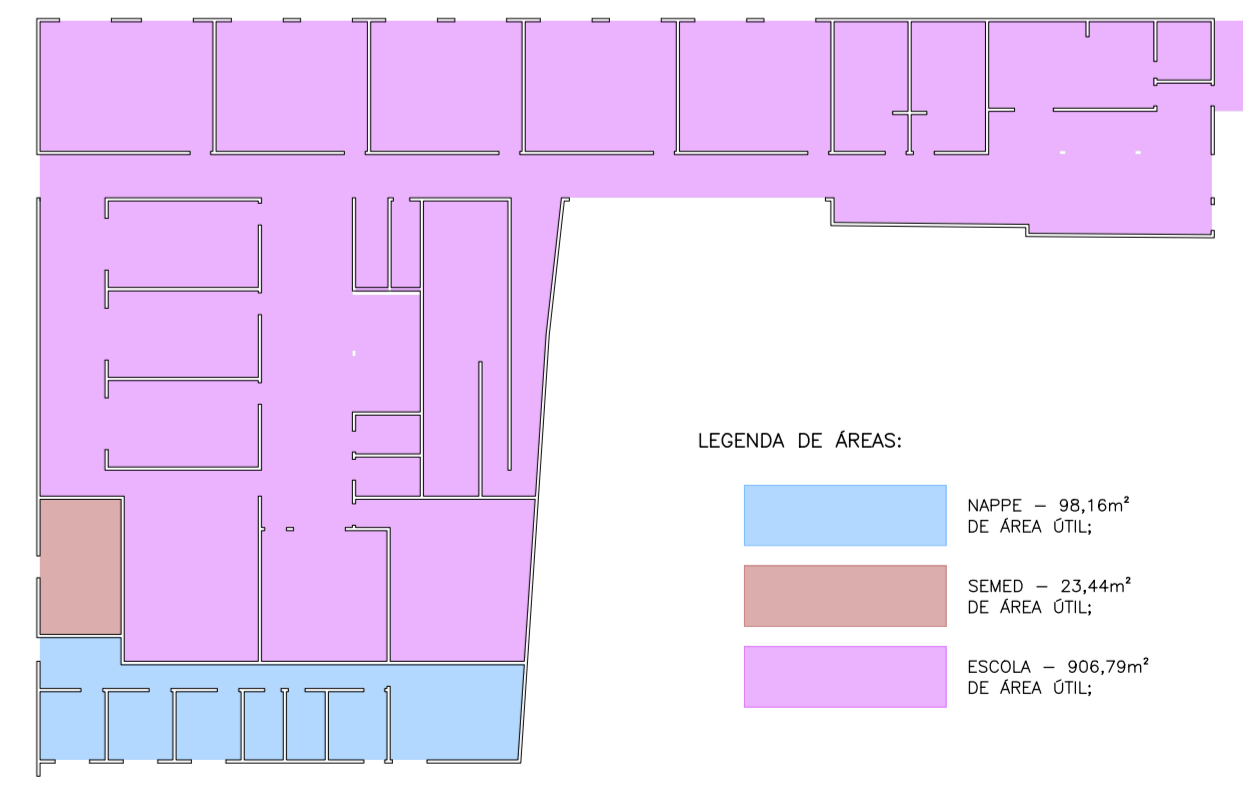 LEGENDA DE ÁREAS:
NAPPE – 98,16m²
DE ÁREA ÚTIL;
SEMED – 23,44m²
DE ÁREA ÚTIL;
ESCOLA – 906,79m²
DE ÁREA ÚTIL;